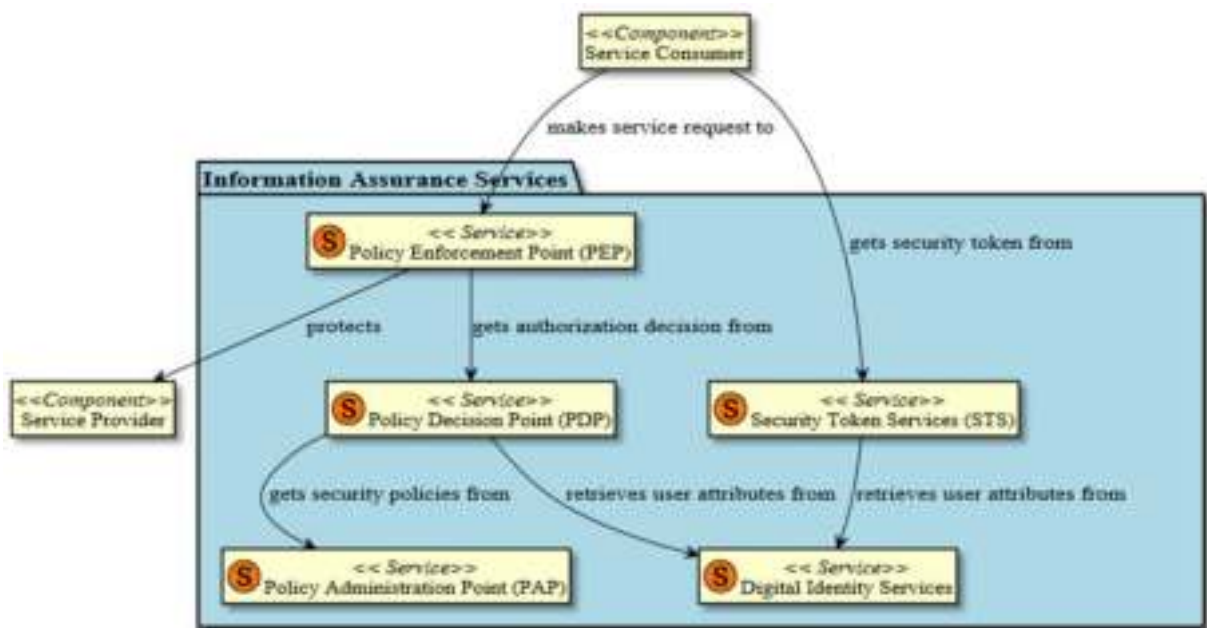 <<Component>>
Service Consumer
makes service request to
Information Assurance Services
<< Service>>
S
Policy Enforcement Point (PEP)
gets security token from
protects
gets authorization decision from
<<Component>>
Service Provider
<< Service>>
S
Policy Decision Point (PDP)
<< Service>>
S
Security Token Services (STS)
gets security policies from
retrieves user attributes from
retrieves user attributes from
<< Service>>
S
Policy Administration Point (PAP)
<< Service>>
S
Digital Identity Services